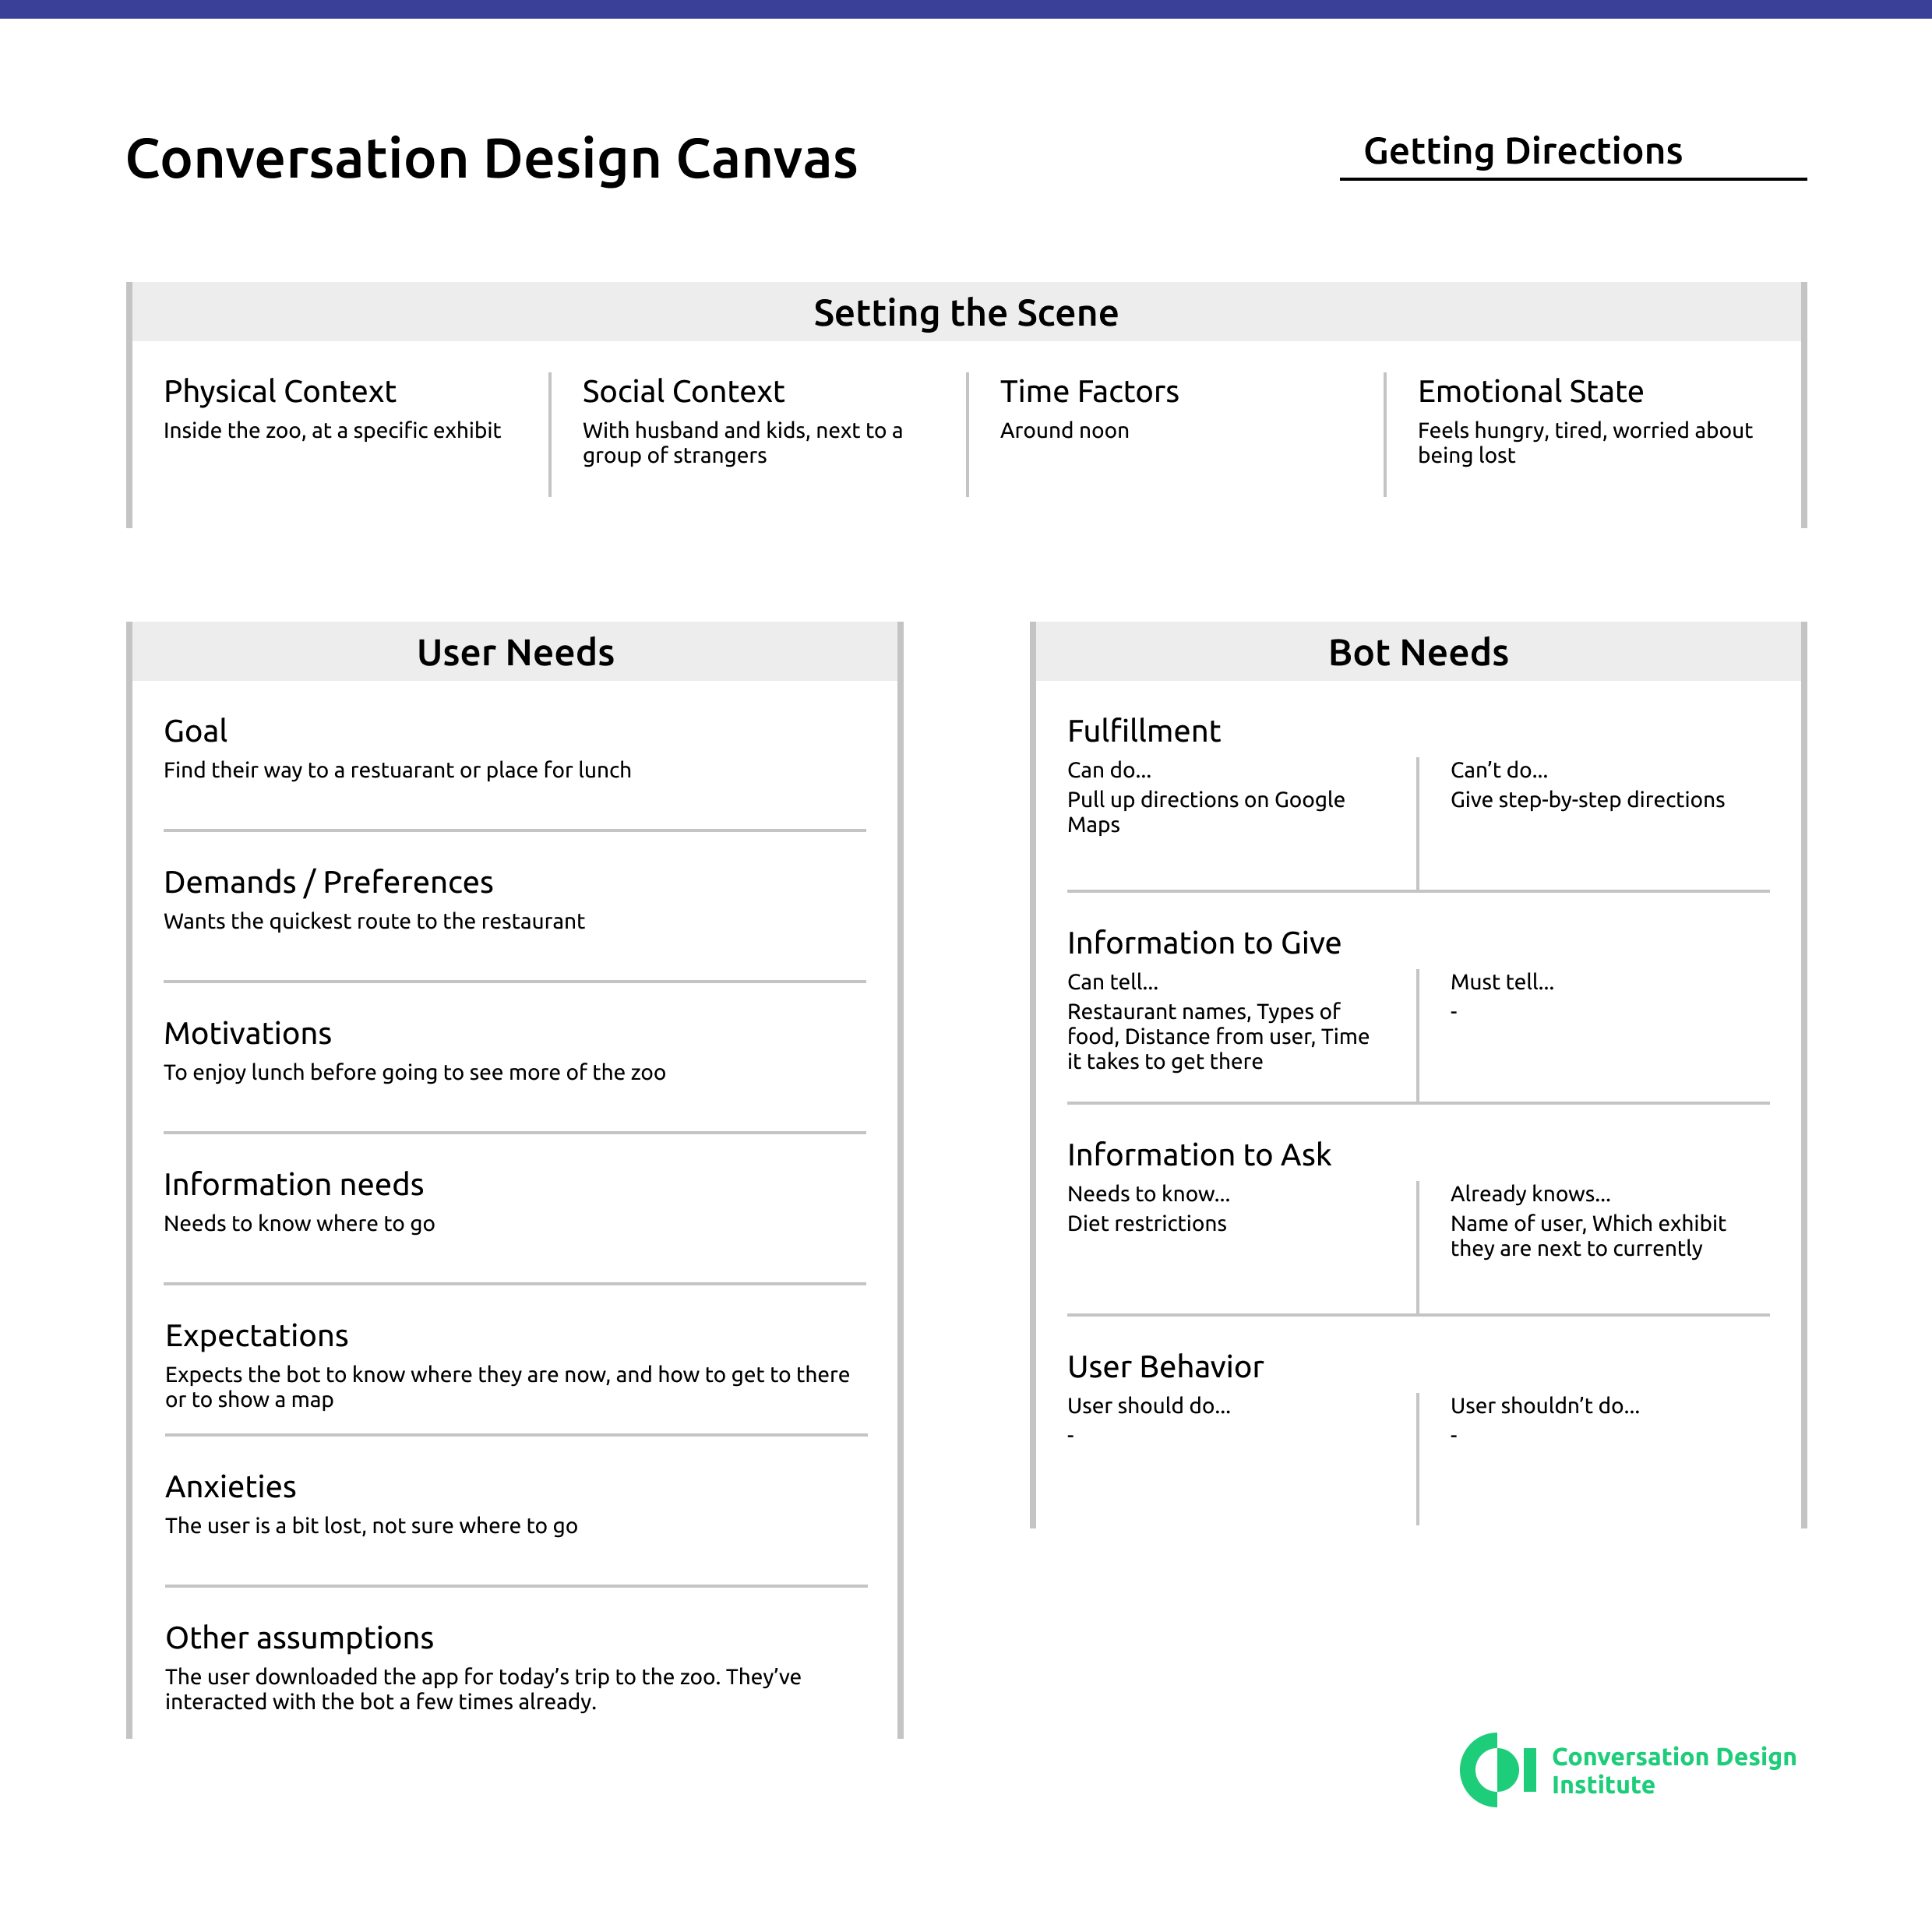 Conversation Design Canvas
Getting Directions
Setting the Scene
Physical Context
Inside the zoo, at a specific exhibit
Social Context
With husband and kids, next to a
group of strangers
Time Factors
Around noon
Emotional State
Feels hungry, tired, worried about
being lost
User Needs
Goal
Find their way to a restuarant or place for lunch
Demands / Preferences
Wants the quickest route to the restaurant
Motivations
To enjoy lunch before going to see more of the zoo
Information needs
Needs to know where to go
Expectations
Expects the bot to know where they are now, and how to get to there
or to show a map
Anxieties
The user is a bit lost, not sure where to go
Other assumptions
The user downloaded the app for today’s trip to the zoo. They’ve
interacted with the bot a few times already.
Bot Needs
Fulfillment
Can do...
Pull up directions on Google
Maps
Can’t do...
Give step-by-step directions
Information to Give
Can tell...
Restaurant names, Types of
food, Distance from user, Time
it takes to get there
Must tell...
-
Information to Ask
Needs to know...
Diet restrictions
Already knows...
Name of user, Which exhibit
they are next to currently
User Behavior
User should do...
-
User shouldn’t do...
-
Conversation Design
Institute